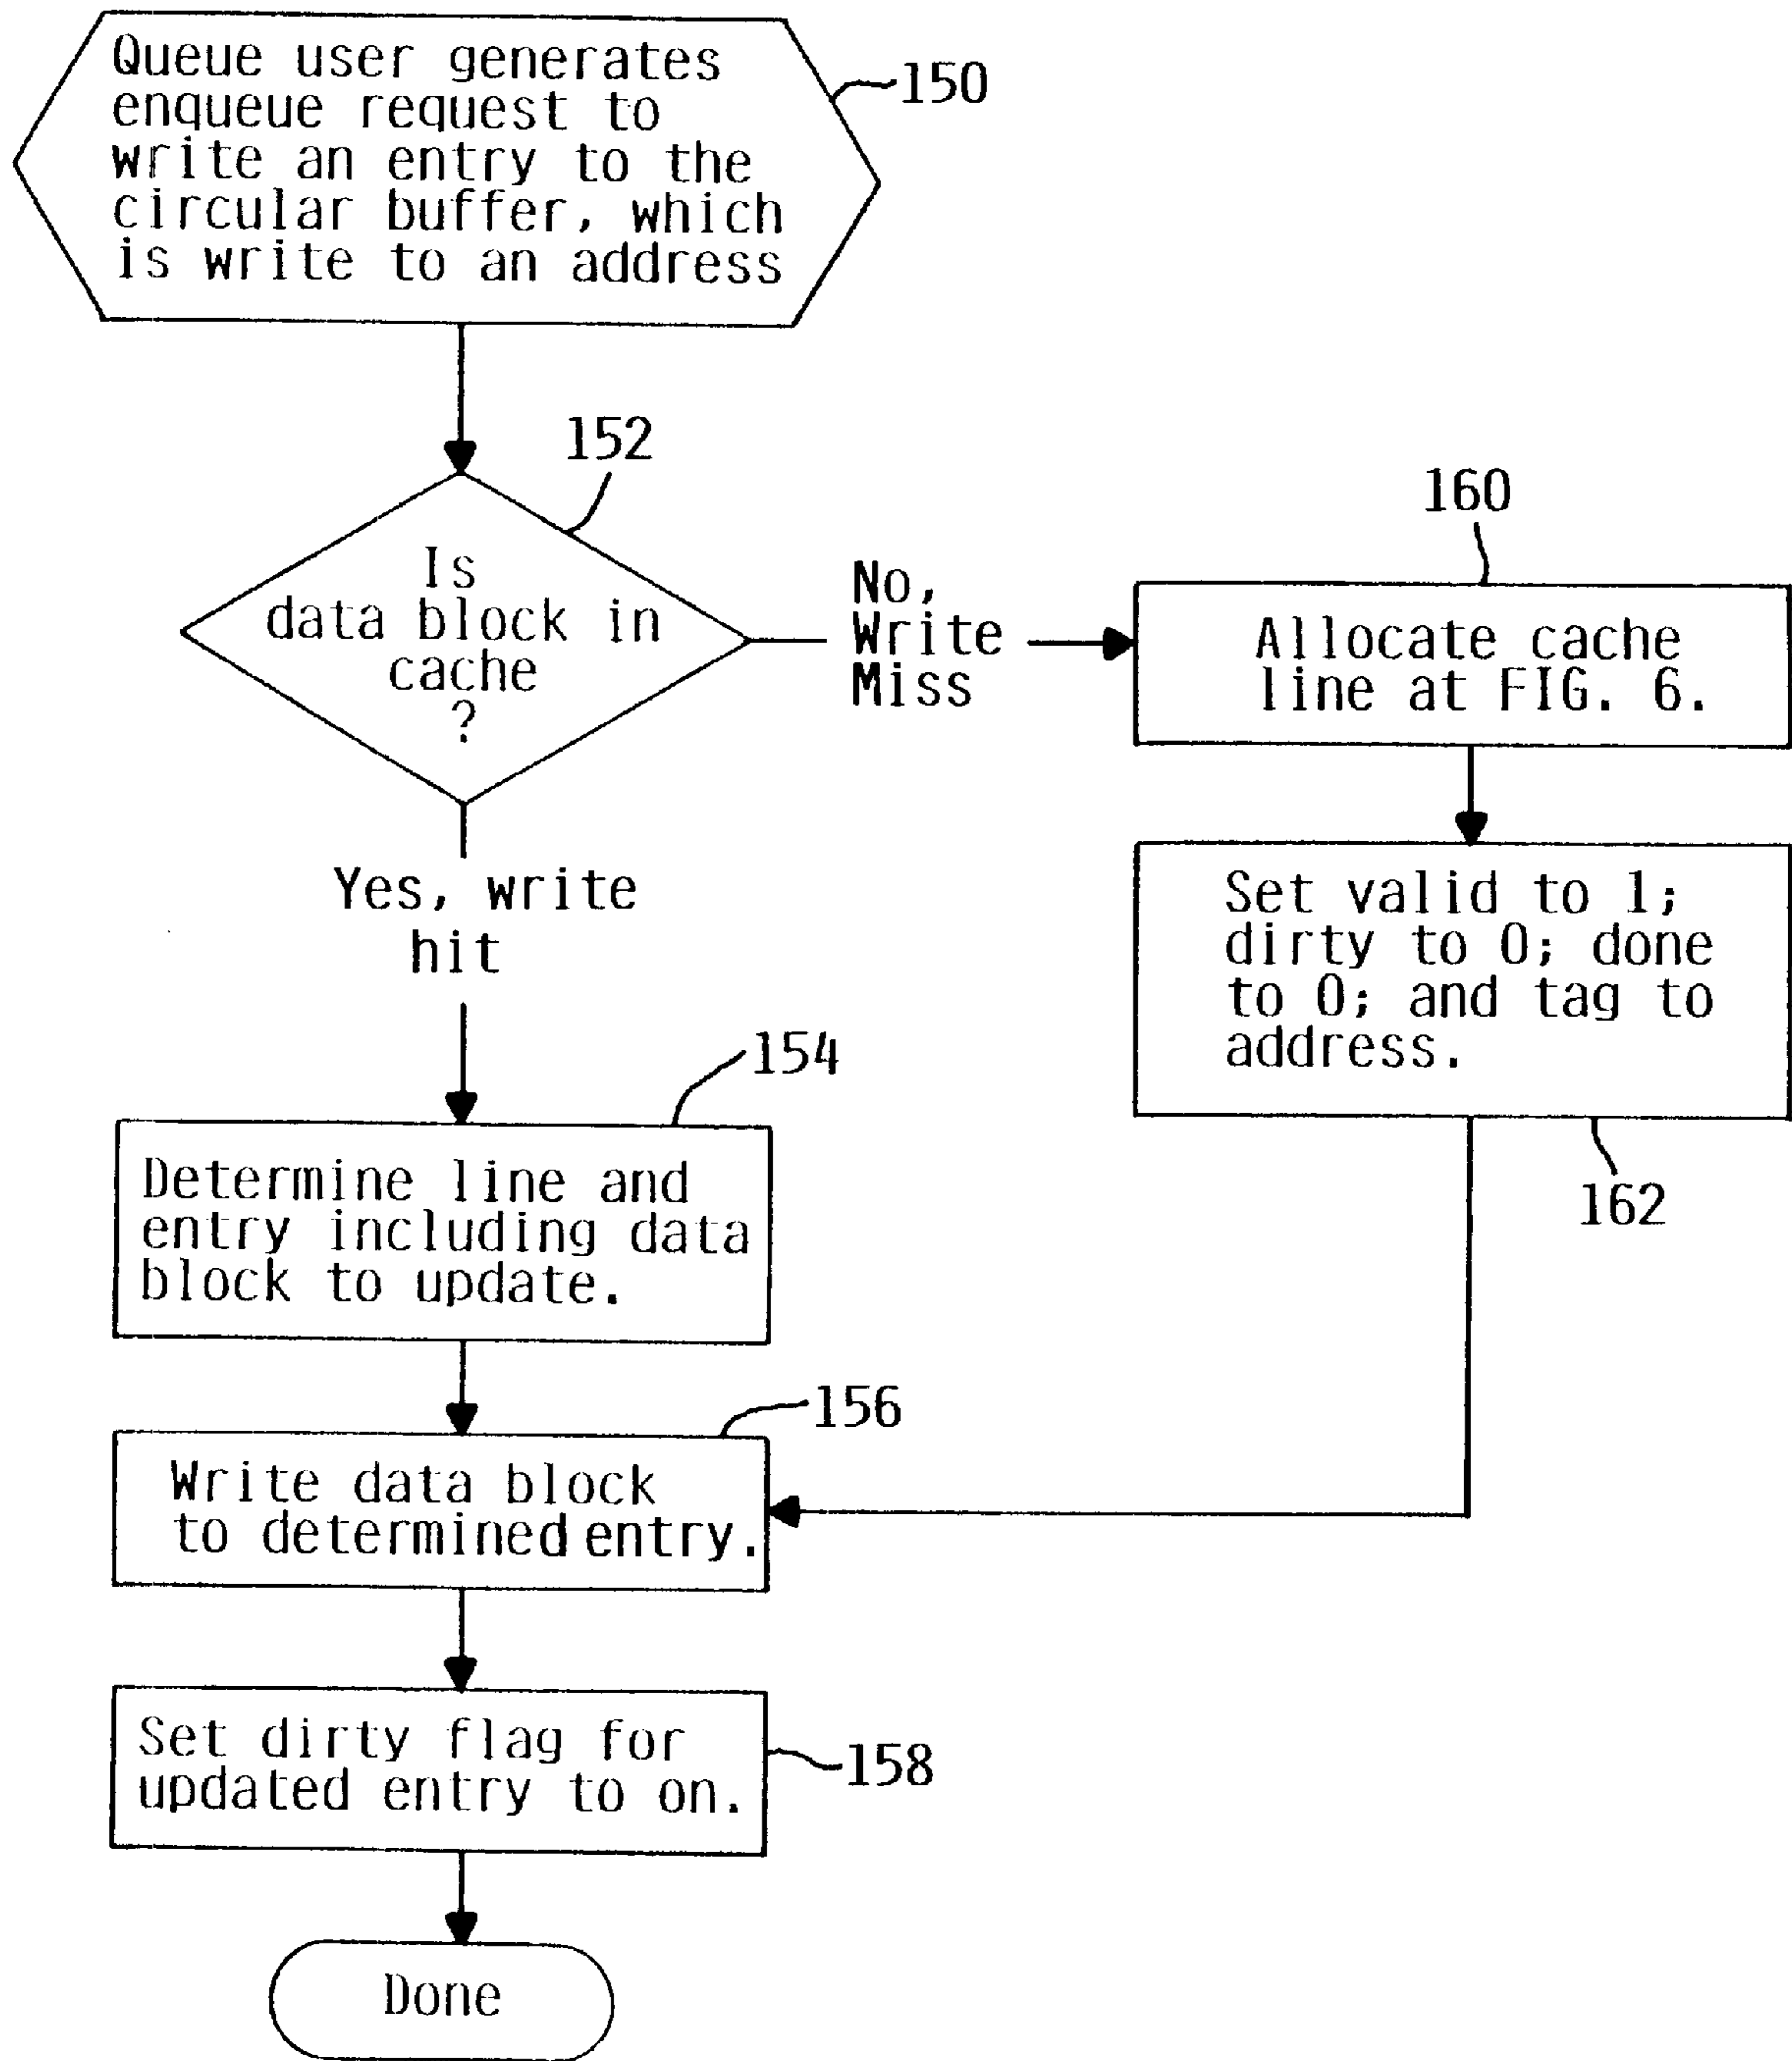 Queue user generates
enqueue request to
write an entry to the
circular buffer, which
is write to an address
150
152
Is
data block in
cache
?
No,
Write
Miss
160
Allocate cache
line at FIG. 6.
Set valid to 1;
dirty to 0; done
to 0; and tag to
address.
162
Yes, write
hit
154
Determine line and
entry including data
block to update.
156
Write data block
to determined entry.
Set dirty flag for
updated entry to on.
158
Done